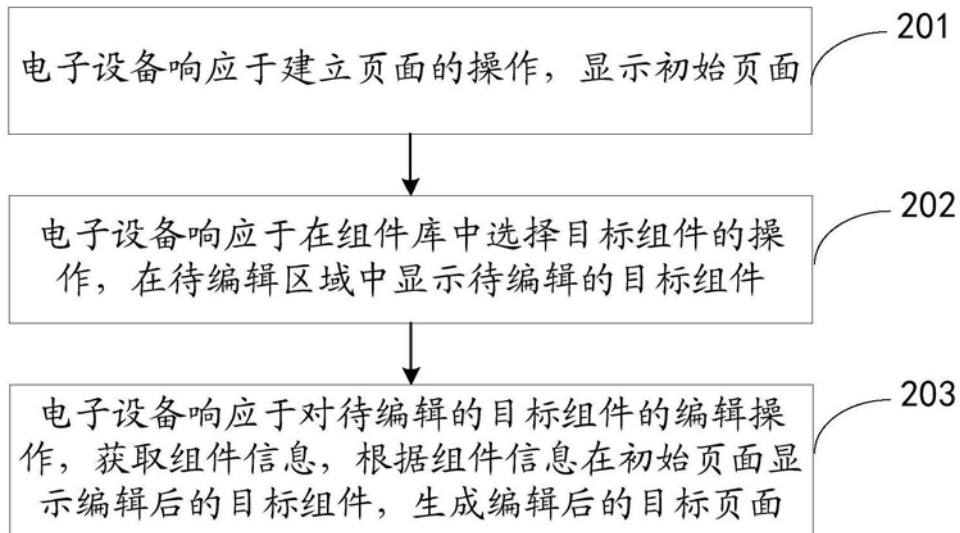 电子设备响应于建立页面的操作，显示初始页面
201
电子设备响应于在组件库中选择目标组件的操
作，在待编辑区域中显示待编辑的目标组件
202
电子设备响应于对待编辑的目标组件的编辑操
作，获取组件信息，根据组件信息在初始页面显
示编辑后的目标组件，生成编辑后的目标页面
203